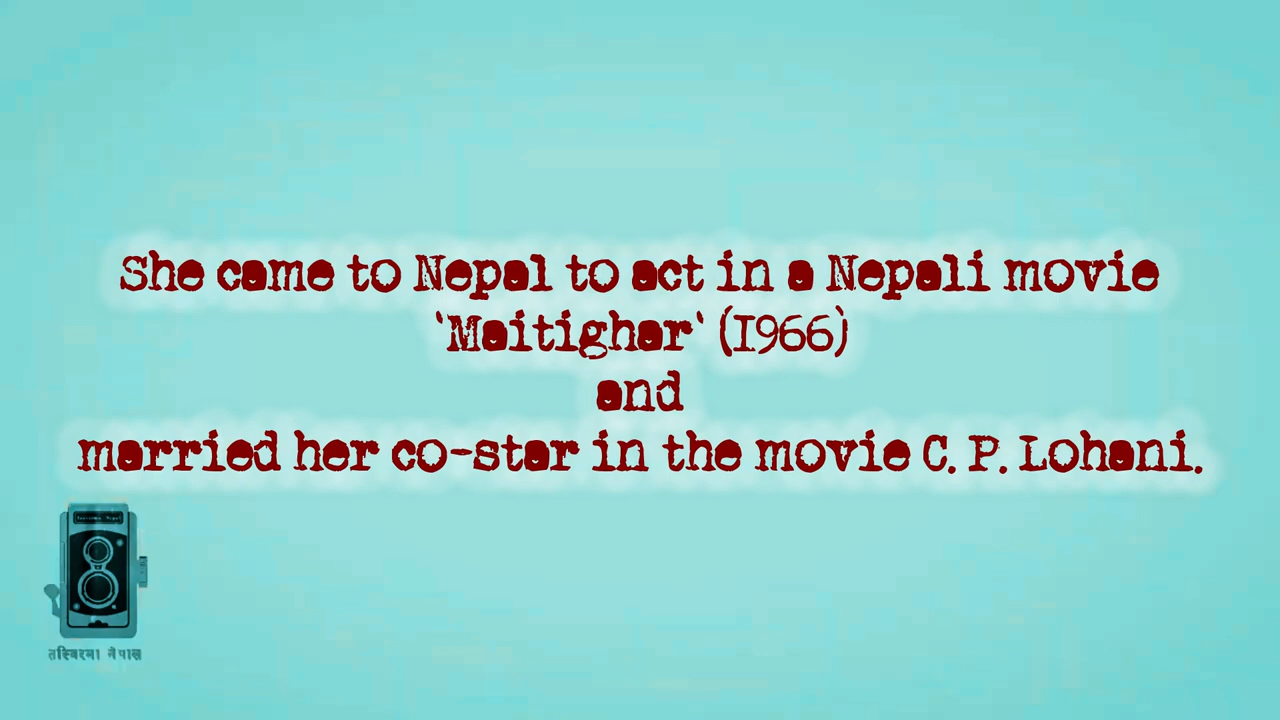 She came to Nepal to act in a Nepali movie
'Maitighar' (1966)
and
married her co-star in the movie C. P. Lohani.
तस्बिरमा नेपाल